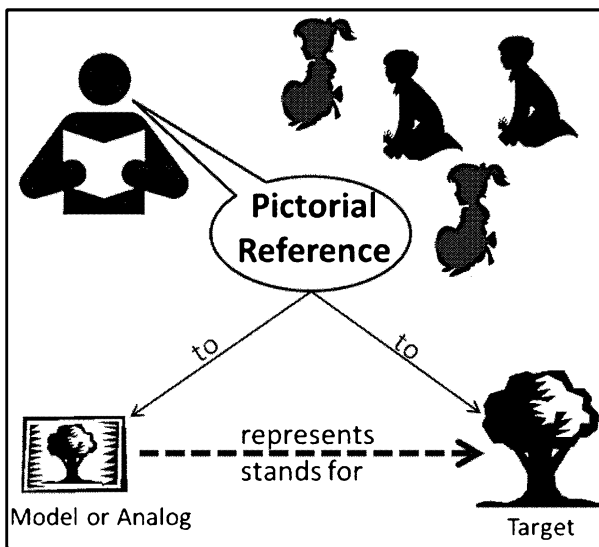 Pictorial
Reference
to
to
represents
stands for
Model or Analog
Target